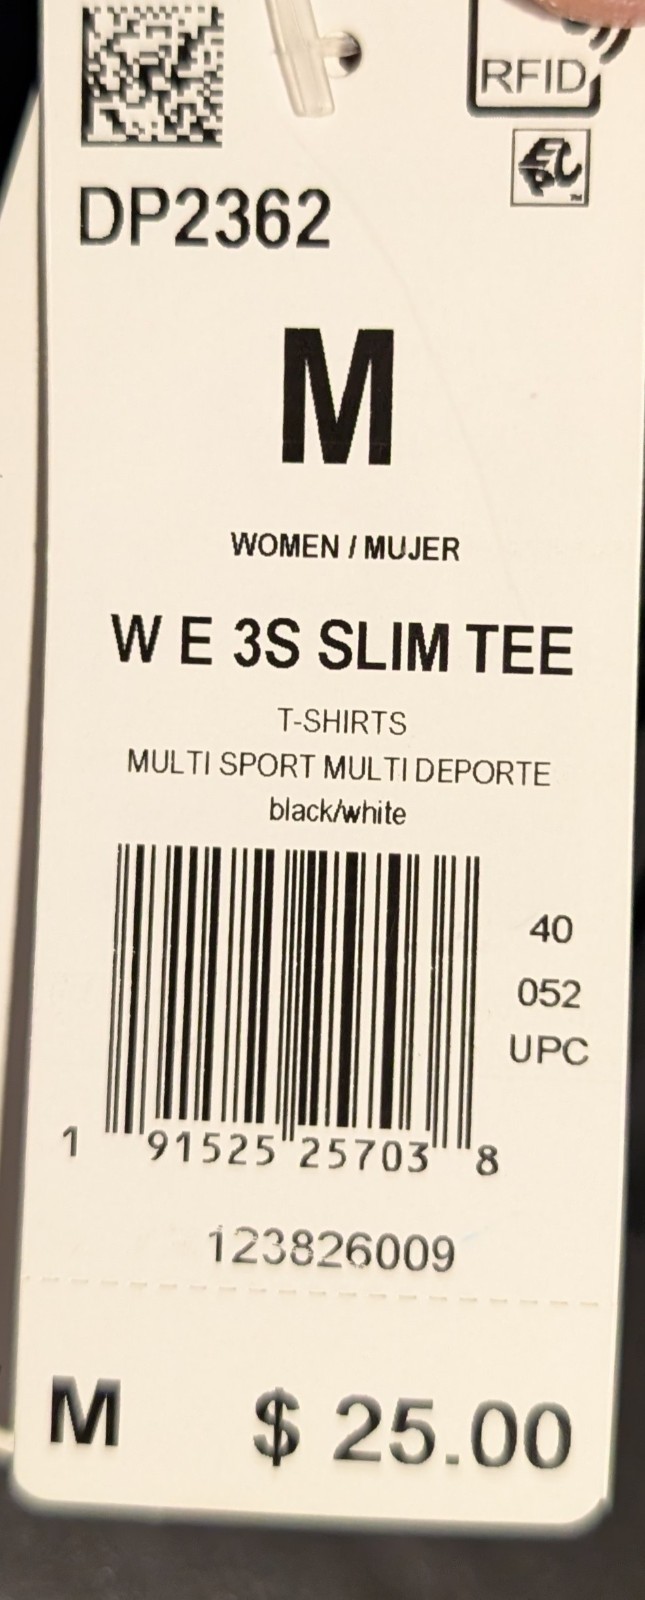 RFID
EPC
DP2362
M
WOMEN / MUJER
W E 3S SLIM TEE
T-SHIRTS
MULTI SPORT MULTI DEPORTE
black/white
40
052
UPC
1 91525 25703 8
123826009
M $ 25.00